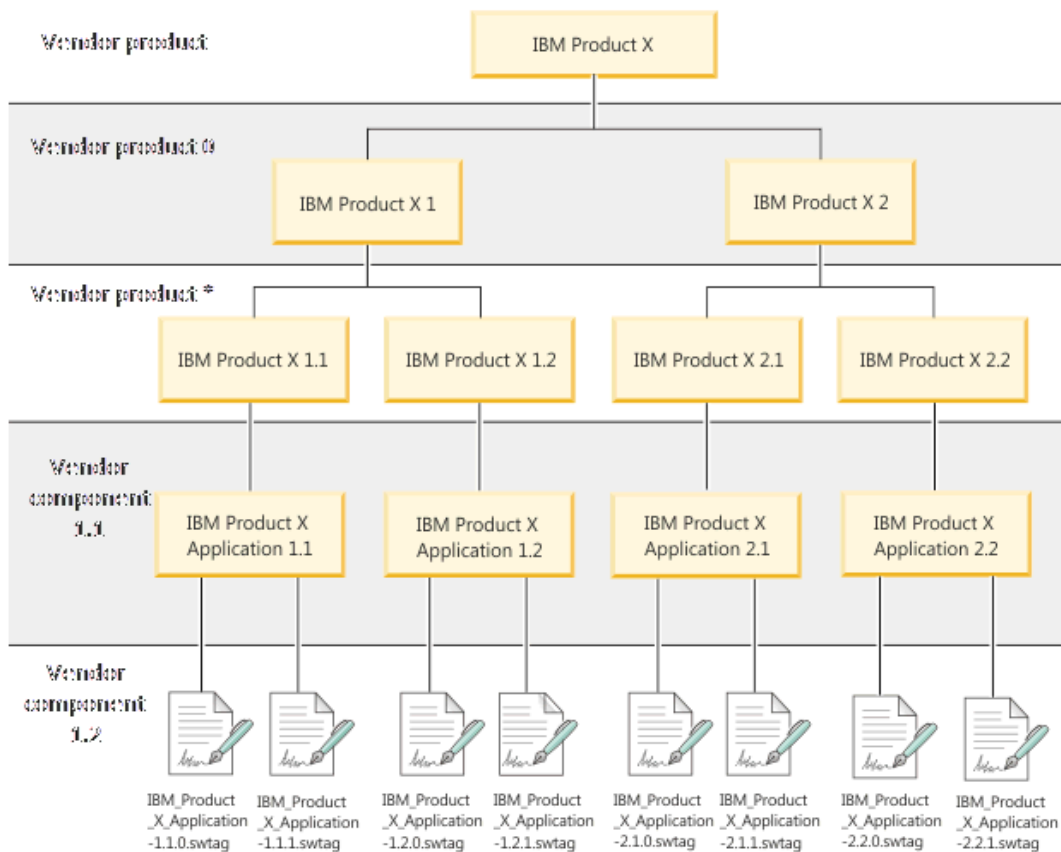 Vendor product
IBM Product X
Vendor product
IBM Product X 1
IBM Product X 2
Vendor product *
IBM Product X 1.1
IBM Product X 1.2
IBM Product X 2.1
IBM Product X 2.2
Vendor
component
IBM Product X
Application 1.1
IBM Product X
Application 1.2
IBM Product X
Application 2.1
IBM Product X
Application 2.2
Vendor
component
IBM_Product
_X_Application
-1.1.0.swtag
IBM_Product
_X_Application
-1.1.1.swtag
IBM_Product
_X_Application
-1.2.0.swtag
IBM_Product
_X_Application
-1.2.1.swtag
IBM_Product
_X_Application
-2.1.0.swtag
IBM_Product
_X_Application
-2.1.1.swtag
IBM_Product
_X_Application
-2.2.0.swtag
IBM_Product
_X_Application
-2.2.1.swtag